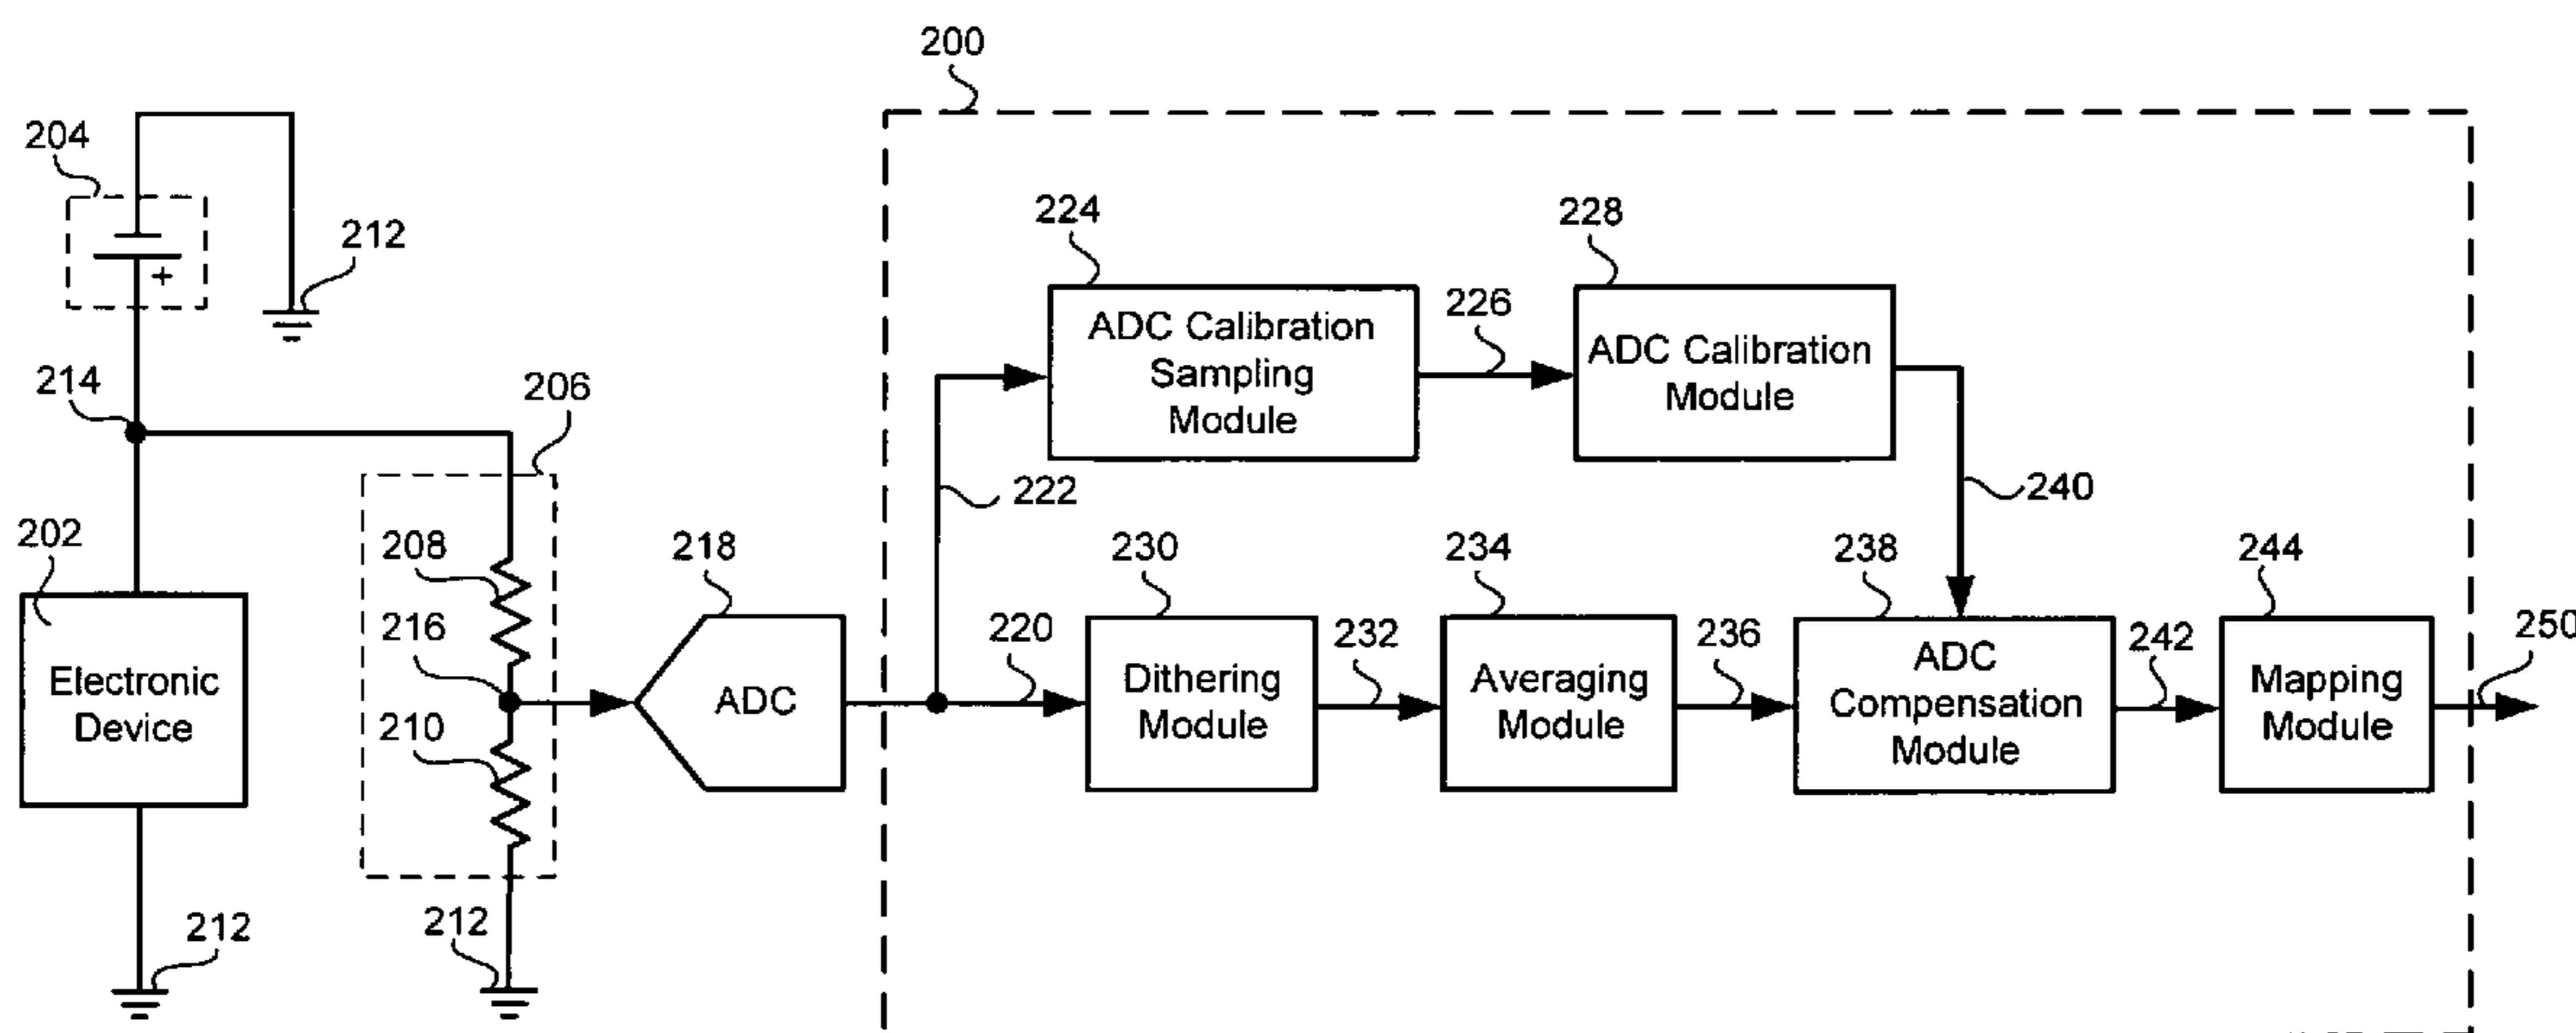 200
204
+
212
224
228
226
ADC Calibration
Sampling
Module
ADC Calibration
Module
214
206
222
240
202
208
218
230
234
238
244
216
220
232
236
242
250
Electronic
Device
ADC
Dithering
Module
Averaging
Module
ADC
Compensation
Module
Mapping
Module
210
212
212